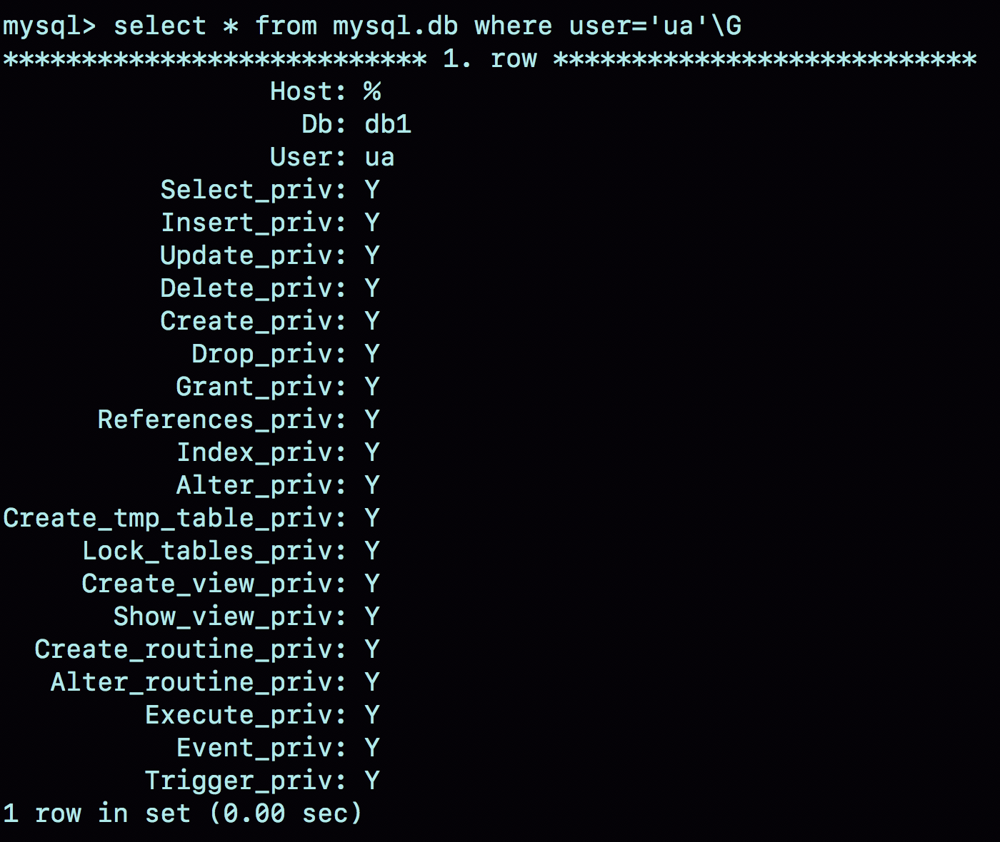 mysql> select * from mysql.db where user='ua'\G
*************************** 1. row ***************************
                 Host: %
                   Db: db1
                 User: ua
          Select_priv: Y
          Insert_priv: Y
          Update_priv: Y
          Delete_priv: Y
          Create_priv: Y
            Drop_priv: Y
           Grant_priv: Y
      References_priv: Y
           Index_priv: Y
           Alter_priv: Y
Create_tmp_table_priv: Y
     Lock_tables_priv: Y
     Create_view_priv: Y
       Show_view_priv: Y
  Create_routine_priv: Y
   Alter_routine_priv: Y
         Execute_priv: Y
           Event_priv: Y
         Trigger_priv: Y
1 row in set (0.00 sec)